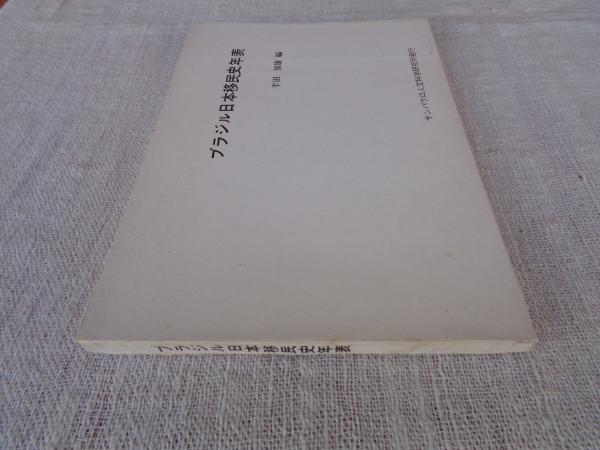 ブラジル日本移民史年表
半田 知雄 編
サンパウロ人文科学研究所発行
ブラジル日本移民史年表